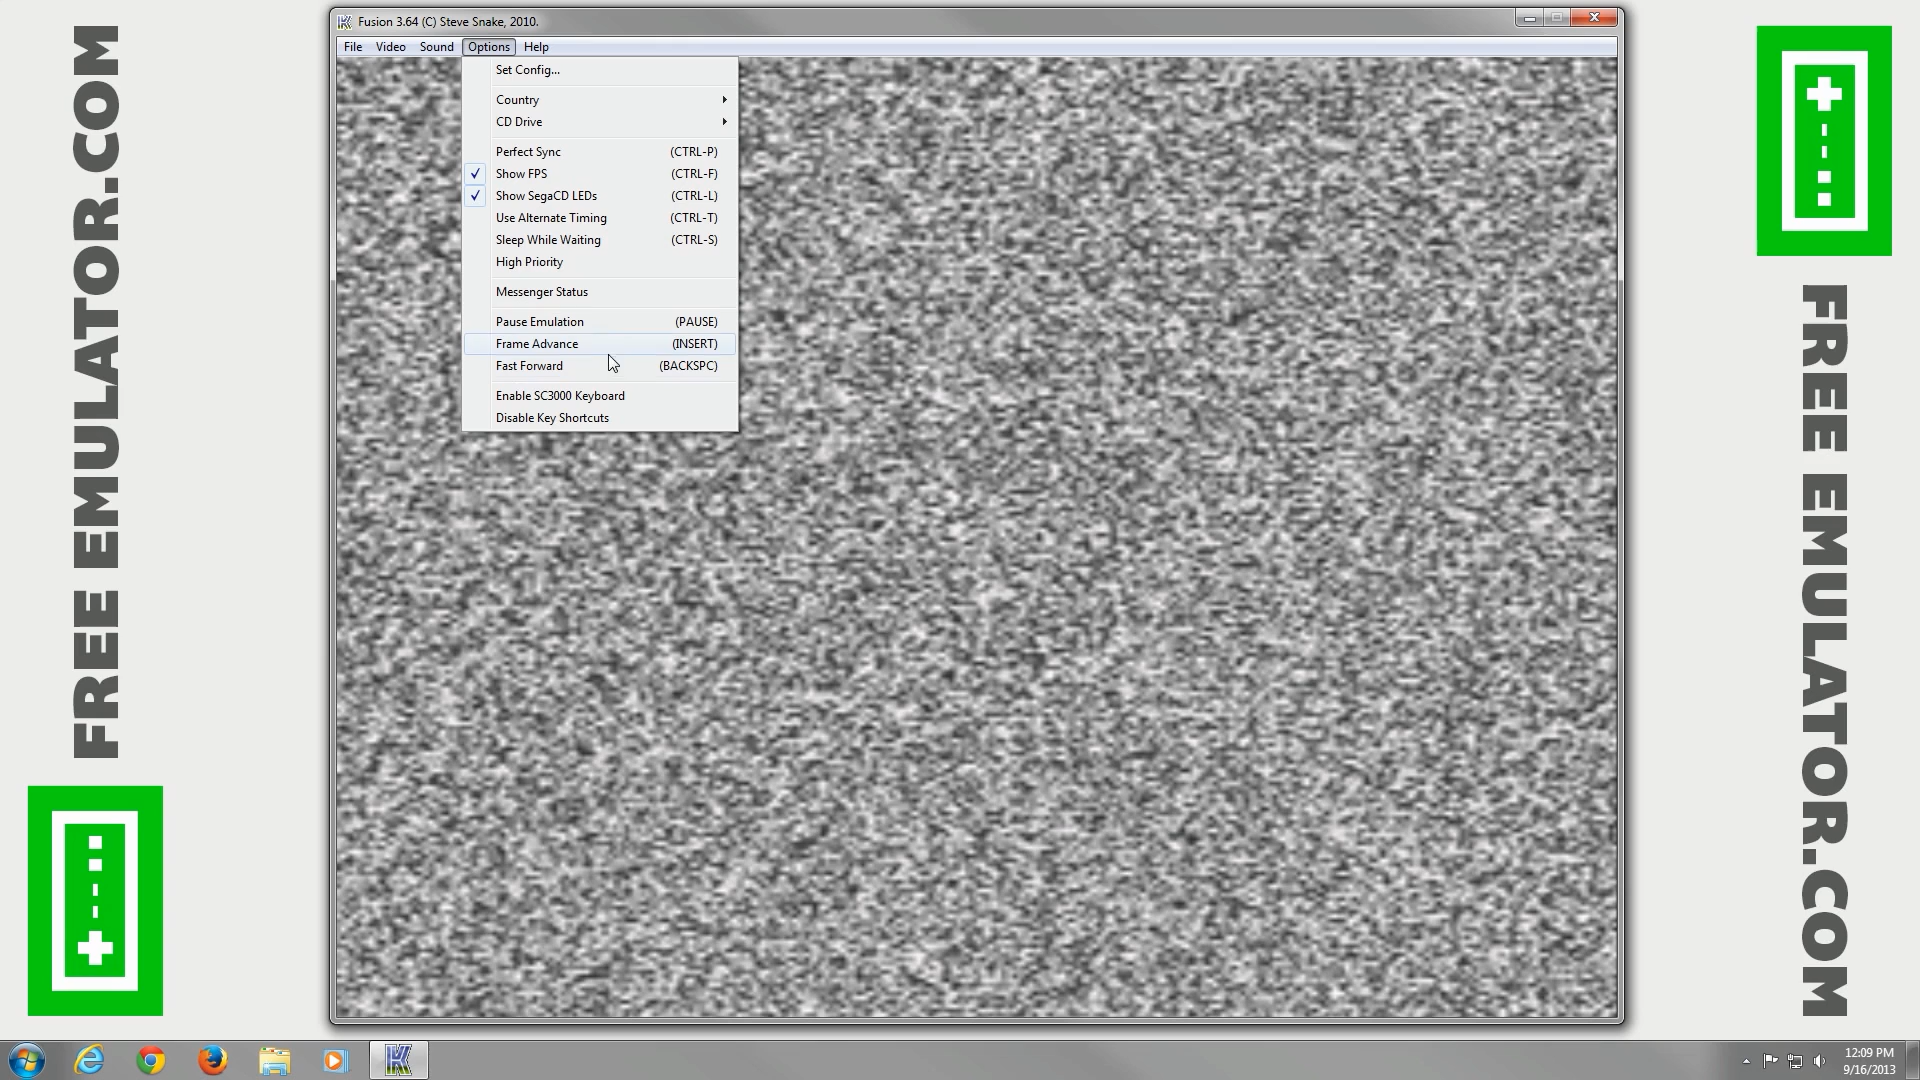 FREE EMULATOR.COM
Fusion 3.64 (C) Steve Snake, 2010.
File Video Sound Options Help
Set Config...
Country
CD Drive
Perfect Sync (CTRL-P)
Show FPS (CTRL-F)
Show SegaCD LEDs (CTRL-L)
Use Alternate Timing (CTRL-T)
Sleep While Waiting (CTRL-S)
High Priority
Messenger Status
Pause Emulation (PAUSE)
Frame Advance (INSERT)
Fast Forward (BACKSPC)
Enable SC3000 Keyboard
Disable Key Shortcuts
FREE EMULATOR.COM
12:09 PM
9/16/2013